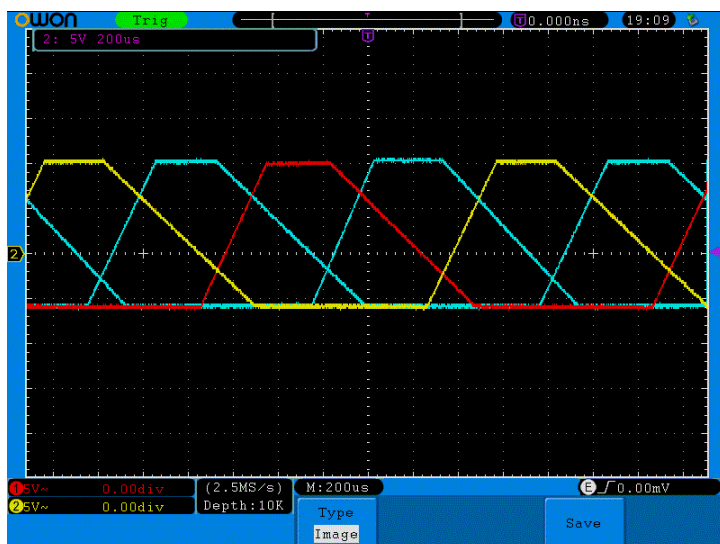 owon Trig T T 0.000ns 19:09
2: 5V 200us
T
2
1 5V~ 0.00div (2.5MS/s) M:200us E 0.00mV
2 5V~ 0.00div Depth:10K
Type
Image
Save